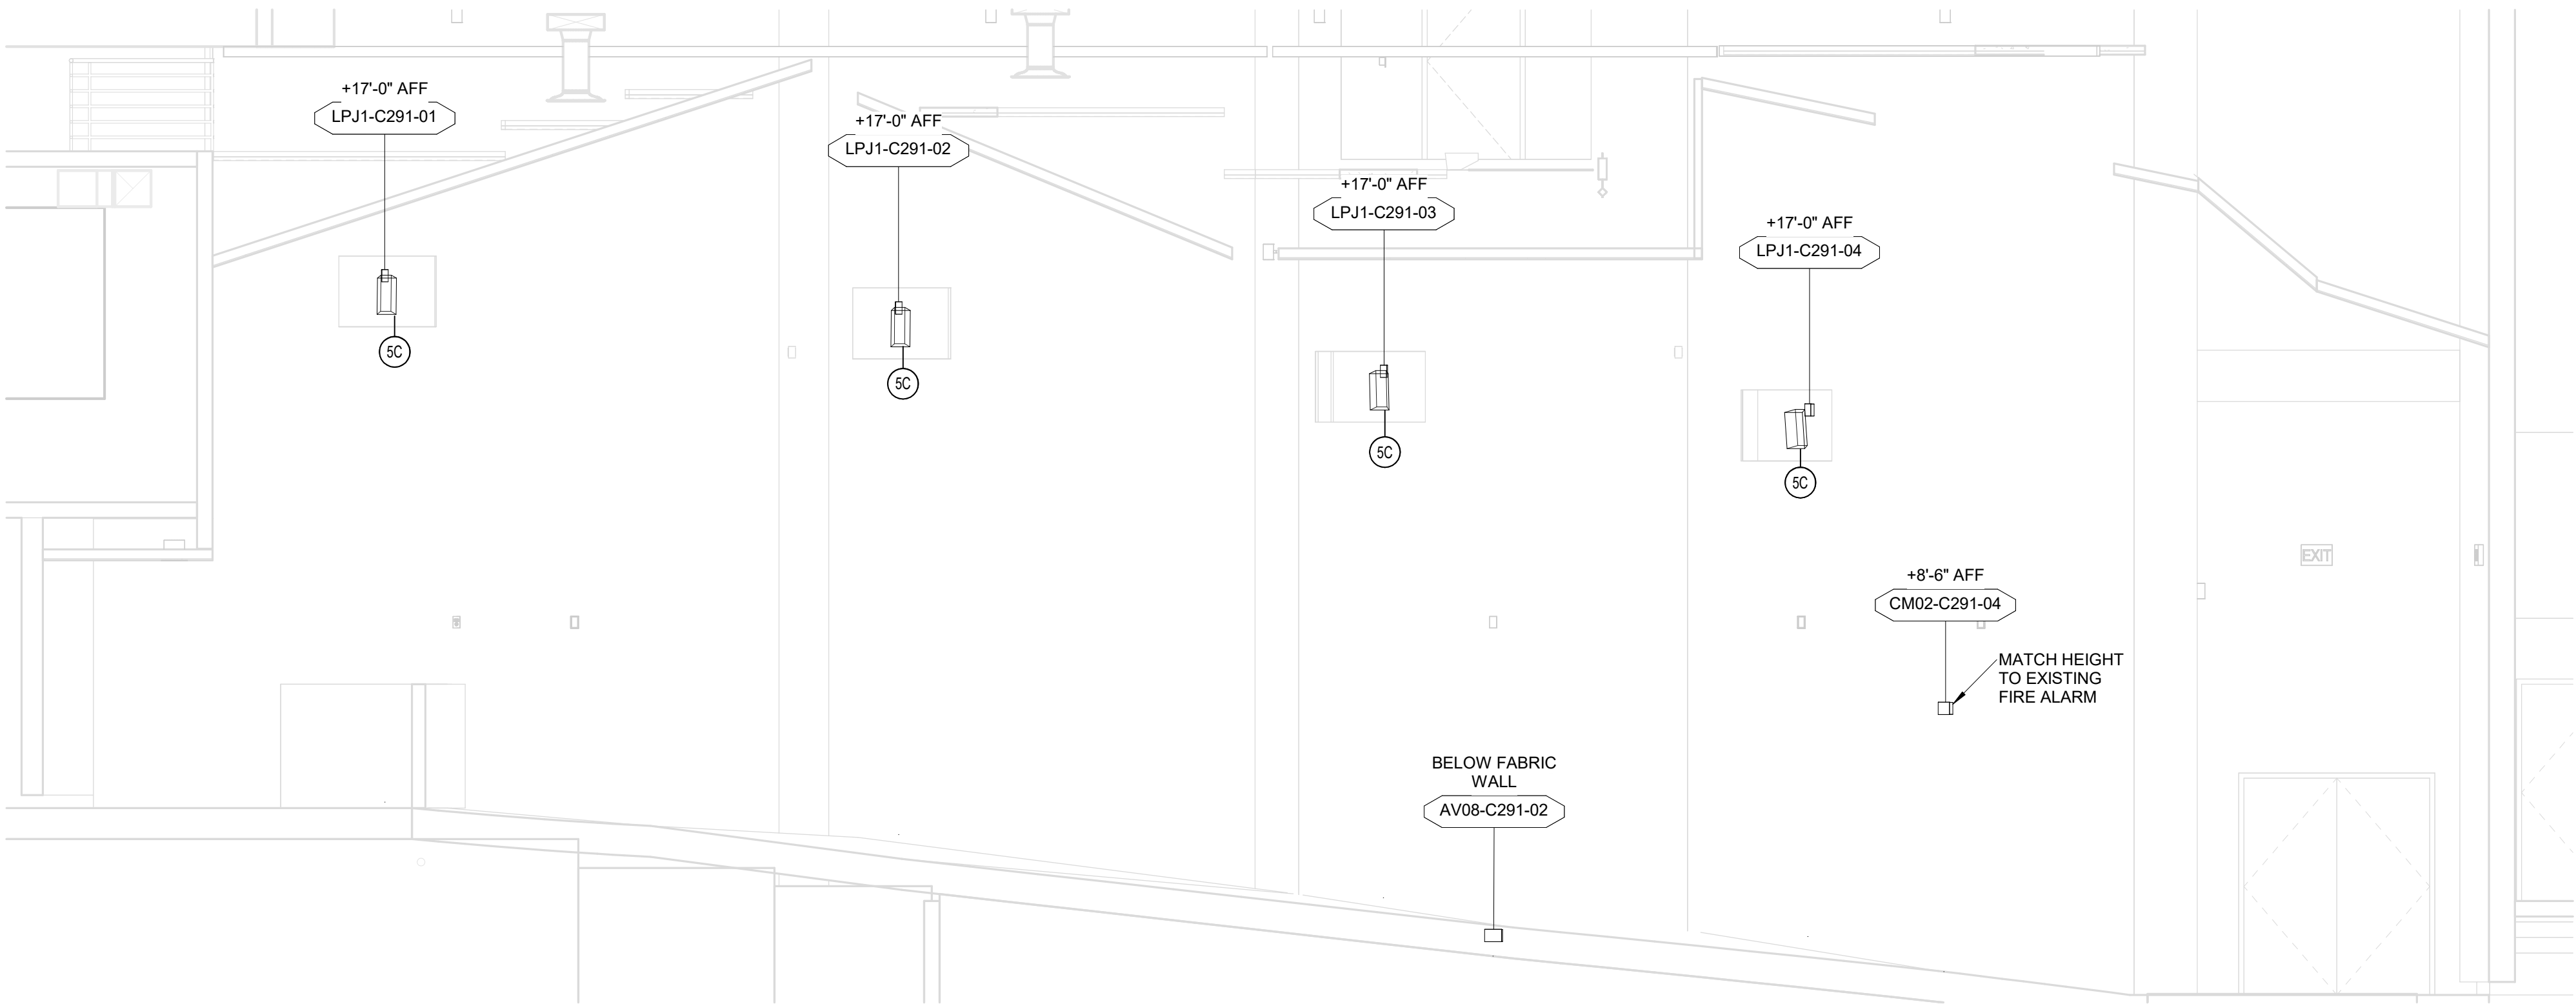 +17'-0" AFF
LPJ1-C291-01
5C
+17'-0" AFF
LPJ1-C291-02
5C
+17'-0" AFF
LPJ1-C291-03
5C
+17'-0" AFF
LPJ1-C291-04
5C
EXIT
+8'-6" AFF
CM02-C291-04
MATCH HEIGHT
TO EXISTING
FIRE ALARM
BELOW FABRIC
WALL
AV08-C291-02